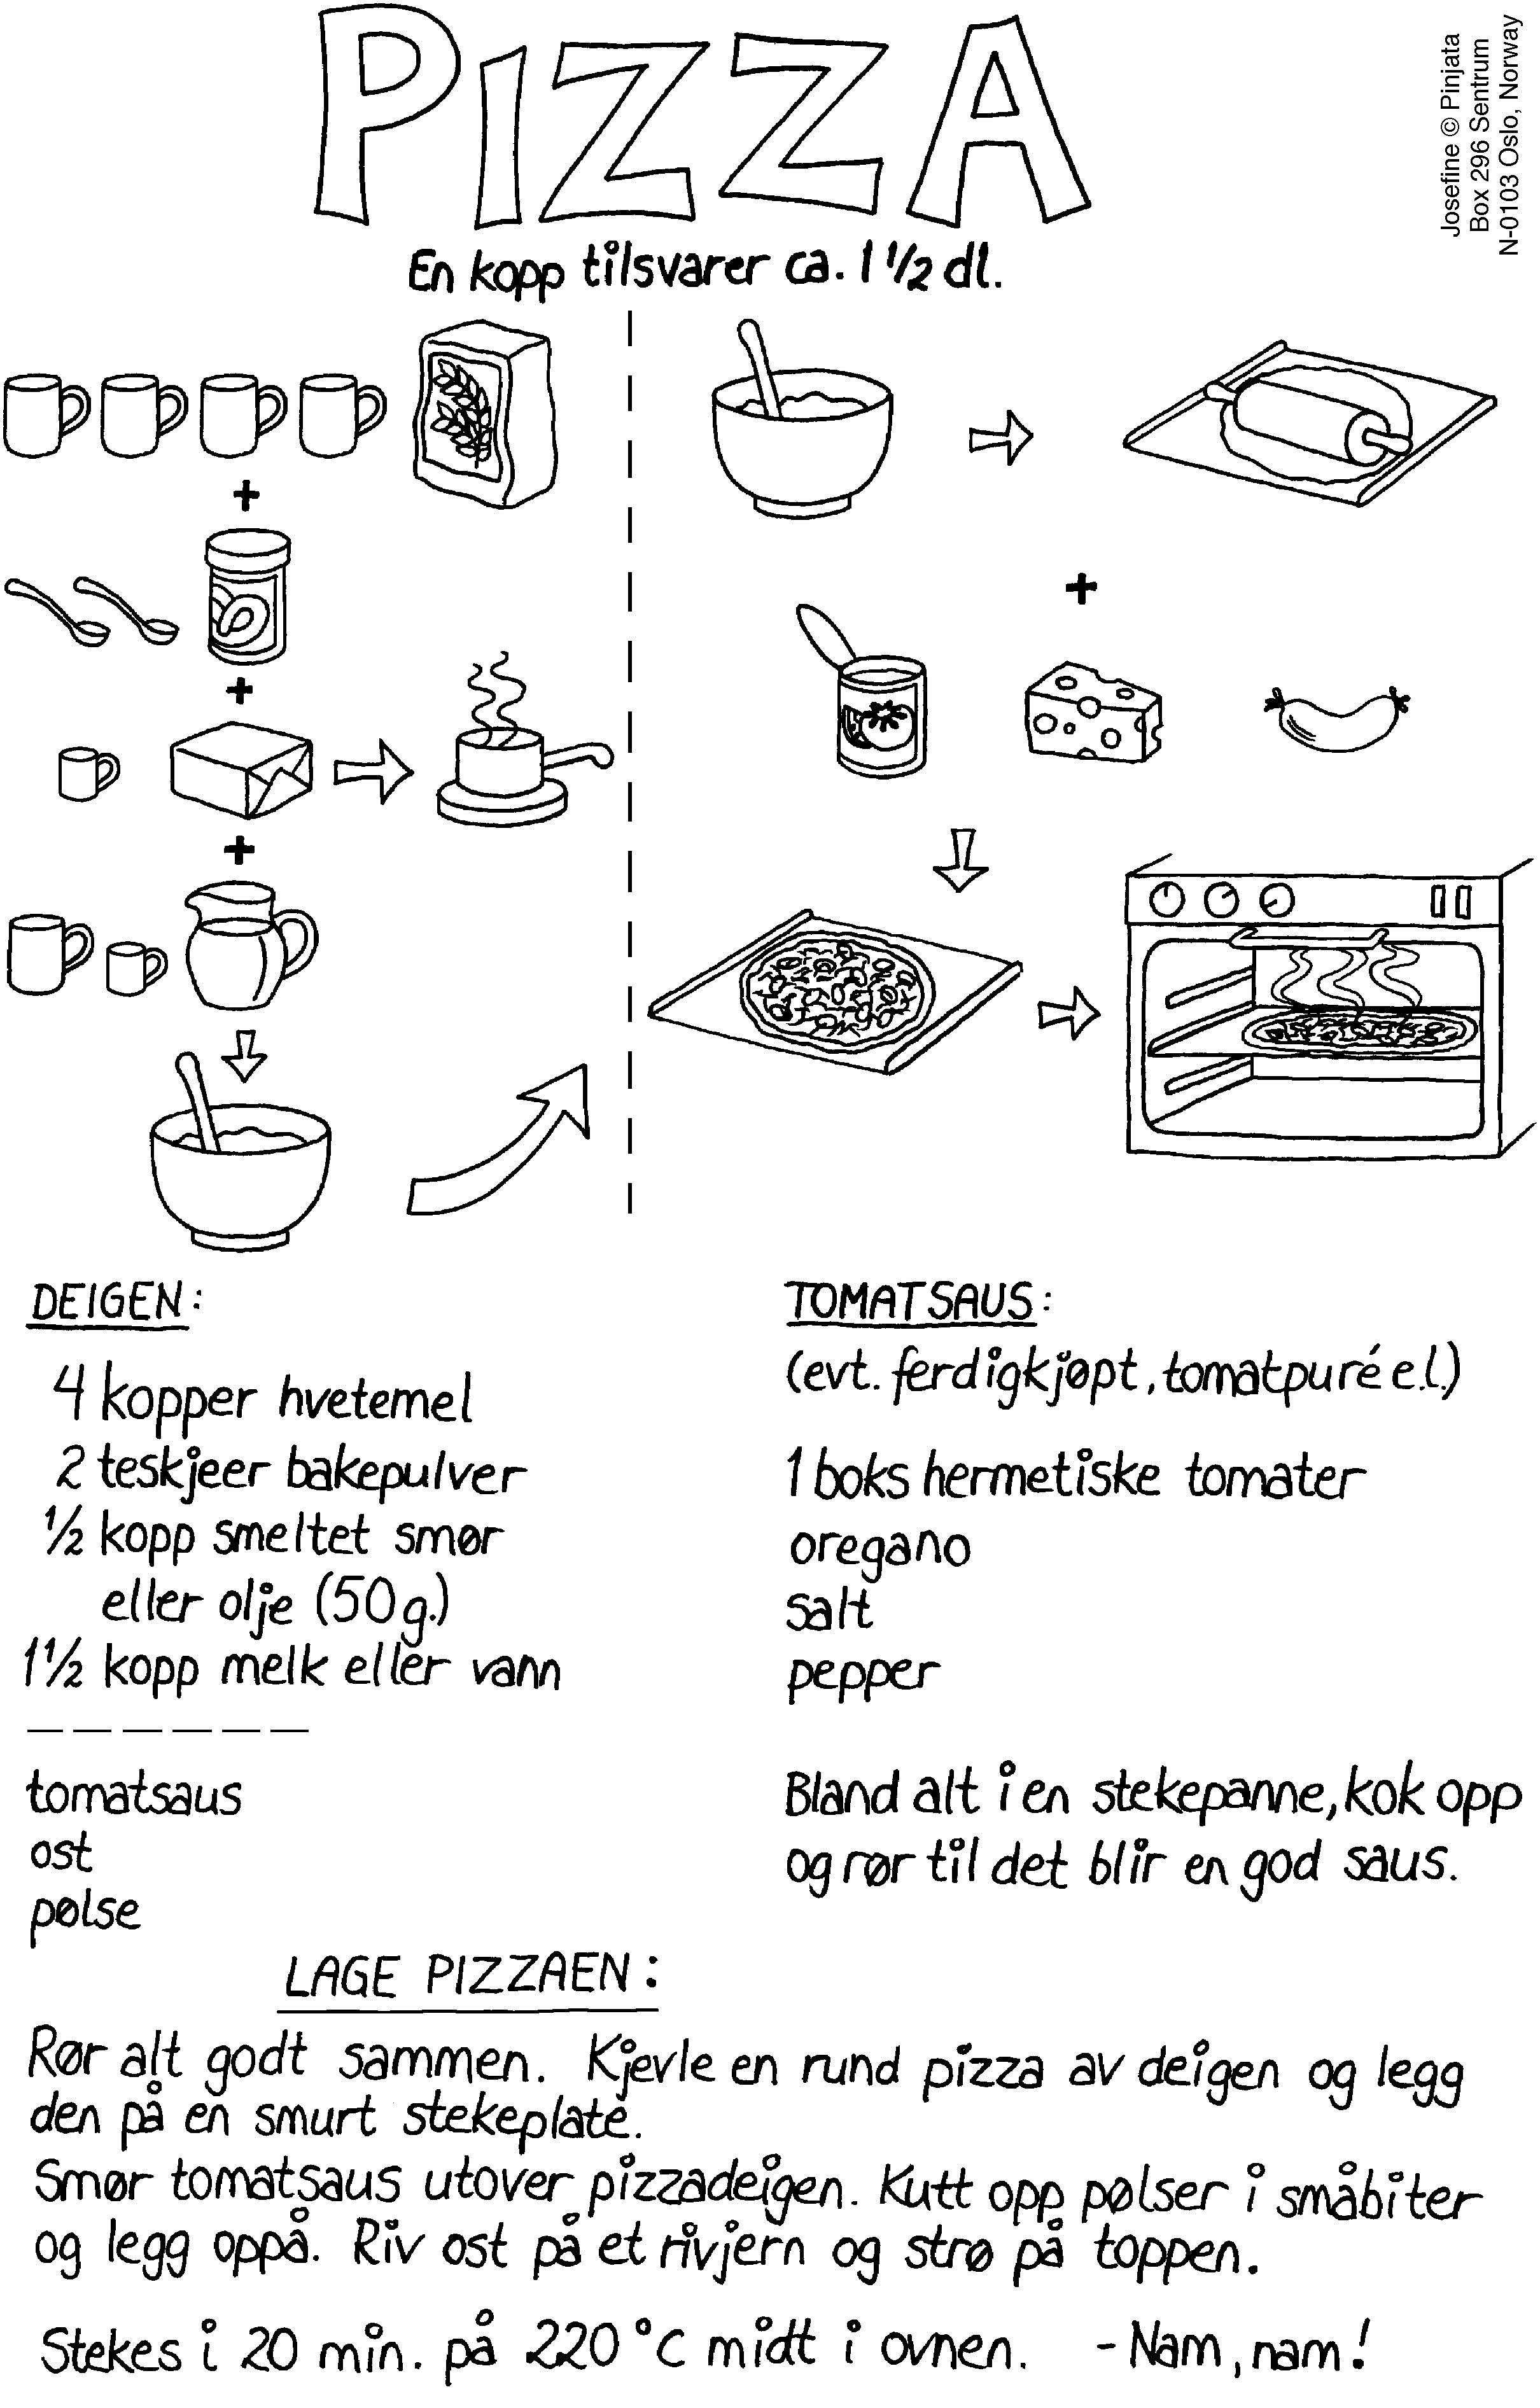 PIZZA
Josefine © Pinjata
Box 296 Sentrum
N-0103 Oslo, Norway
En kopp tilsvarer ca. 1 1/2 dl.
+
+
+
+
DEIGEN:
4 kopper hvetemel
2 teskjeer bakepulver
1/2 kopp smeltet smør
eller olje (50g.)
1 1/2 kopp melk eller vann
tomatsaus
ost
pølse
TOMATSAUS:
(evt. ferdigkjøpt, tomatpuré e.l.)
1 boks hermetiske tomater
oregano
salt
pepper
Bland alt i en stekepanne, kok opp
og rør til det blir en god saus.
LAGE PIZZAEN:
Rør alt godt sammen. Kjevle en rund pizza av deigen og legg
den på en smurt stekeplate.
Smør tomatsaus utover pizzadeigen. Kutt opp pølser i småbiter
og legg oppå. Riv ost på et rivjern og strø på toppen.
Stekes i 20 min. på 220 °C midt i ovnen. - Nam, nam!